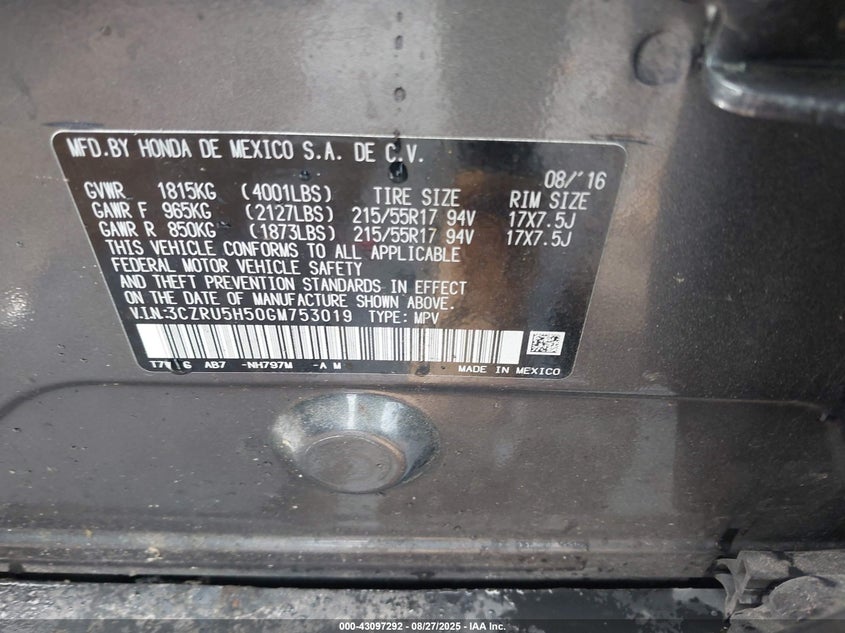 MFD.BY HONDA DE MEXICO S.A. DE C.V.
08/'16
GVWR 1815KG (4001LBS) TIRE SIZE RIM SIZE
GAWR F 965KG (2127LBS) 215/55R17 94V 17X7.5J
GAWR R 850KG (1873LBS) 215/55R17 94V 17X7.5J
THIS VEHICLE CONFORMS TO ALL APPLICABLE
FEDERAL MOTOR VEHICLE SAFETY
AND THEFT PREVENTION STANDARDS IN EFFECT
ON THE DATE OF MANUFACTURE SHOWN ABOVE.
V.I.N:3CZRU5H50GM753019 TYPE: MPV
AB7 -NH797M -A M MADE IN MEXICO
000-43097292 - 08/27/2025 - IAA Inc.